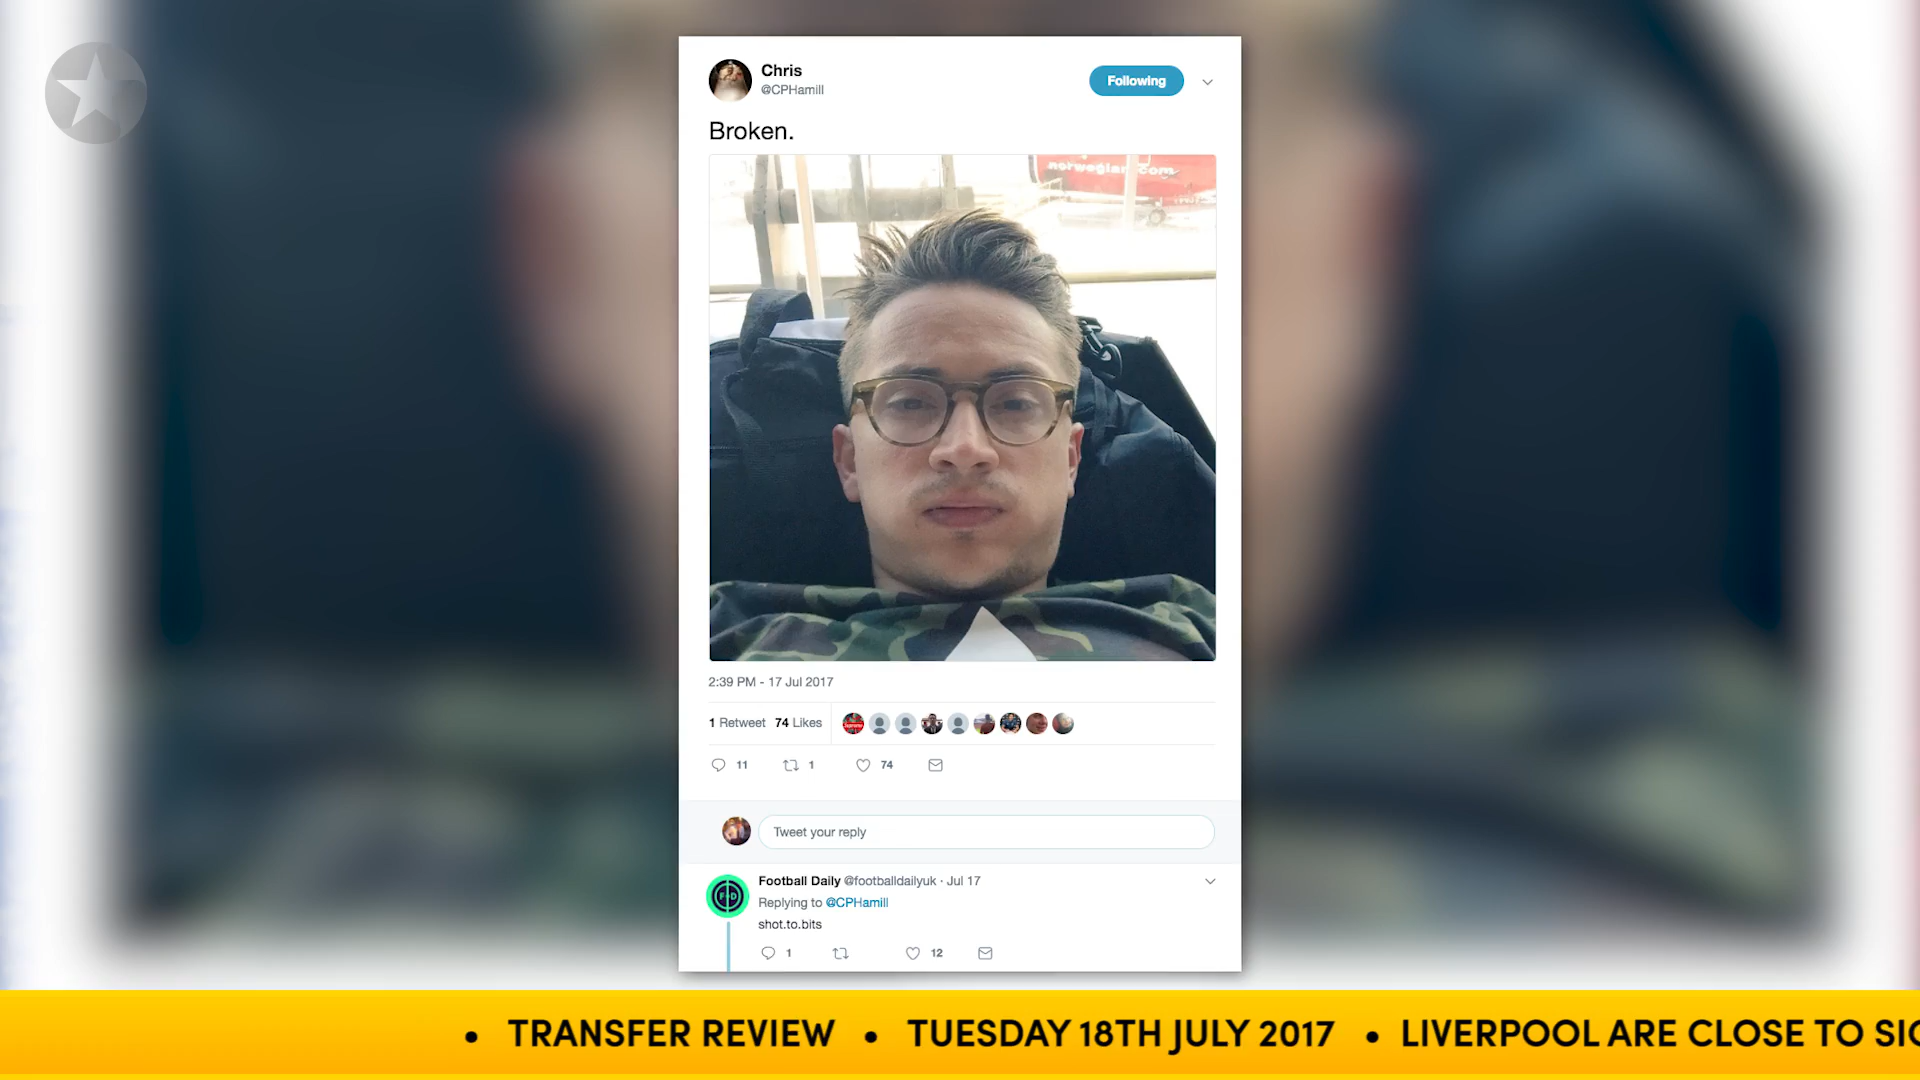 Chris
@CPHamill
Following
Broken.
norwegian.com
2:39 PM - 17 Jul 2017
1 Retweet 74 Likes
11 1 74
Tweet your reply
Football Daily @footballdailyuk · Jul 17
Replying to @CPHamill
shot.to.bits
1 12
• TRANSFER REVIEW • TUESDAY 18TH JULY 2017 • LIVERPOOL ARE CLOSE TO SIG